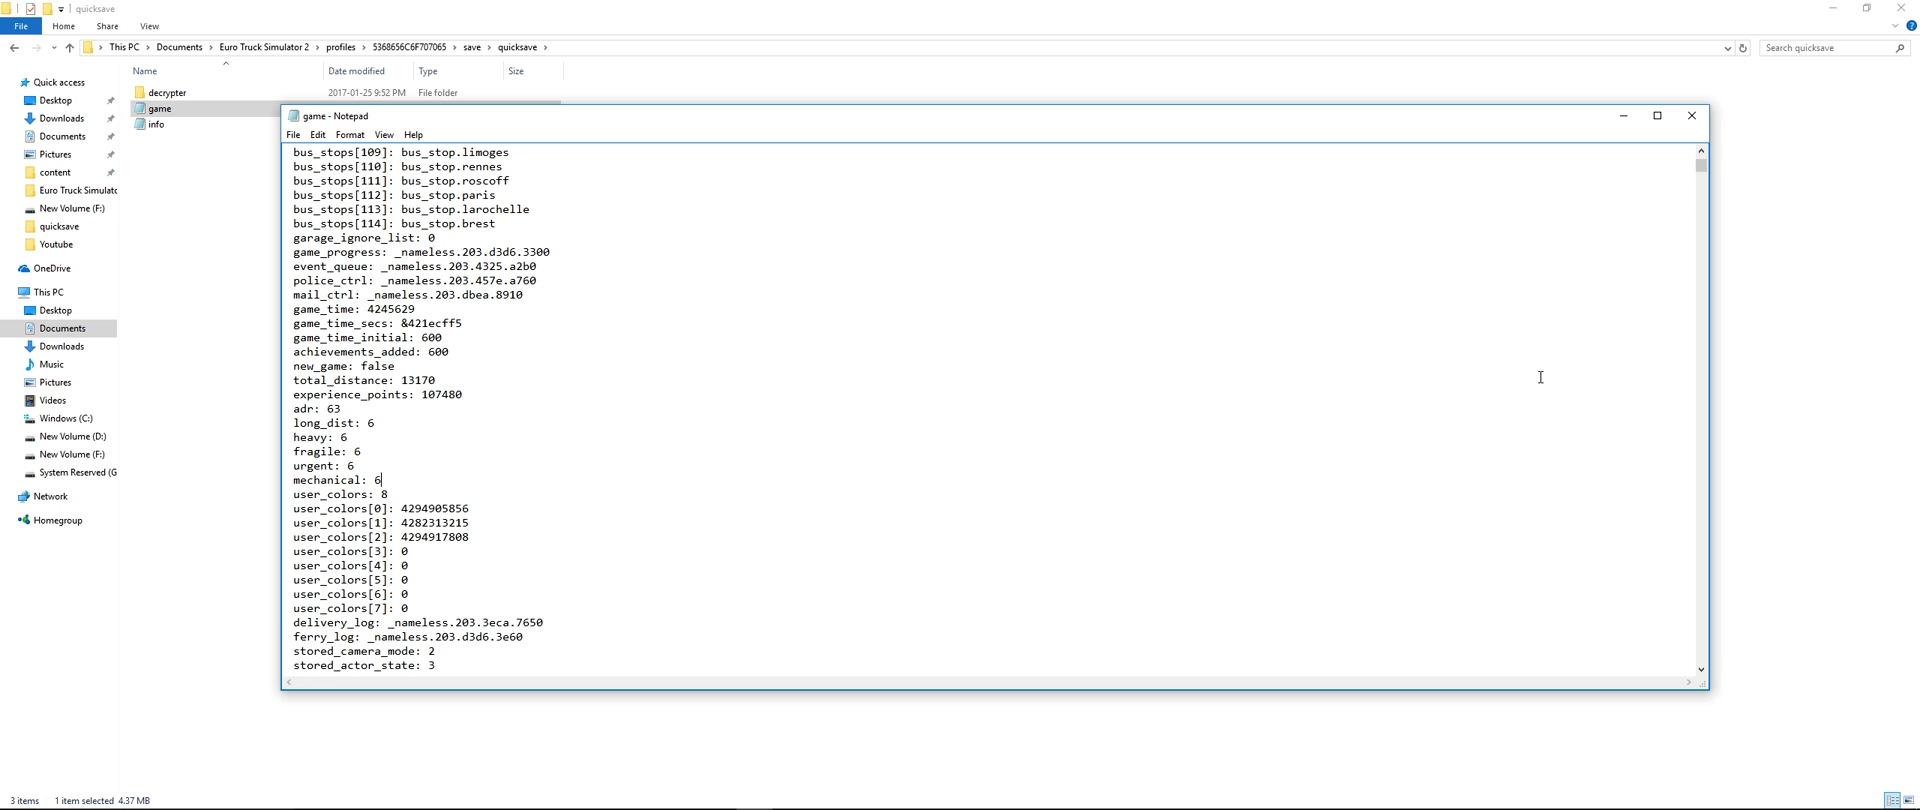 quicksave
File Home Share View
This PC Documents Euro Truck Simulator 2 profiles 5368656C6F707065 save quicksave
Search quicksave
Name Date modified Type Size
Quick access
Desktop
Downloads
Documents
Pictures
content
Euro Truck Simulatc
New Volume (F:)
quicksave
Youtube
OneDrive
This PC
Desktop
Documents
Downloads
Music
Pictures
Videos
Windows (C:)
New Volume (D:)
New Volume (F:)
System Reserved (G
Network
Homegroup
decrypter 2017-01-25 9:52 PM File folder
game
info
game - Notepad
File Edit Format View Help
bus_stops[109]: bus_stop.limoges
bus_stops[110]: bus_stop.rennes
bus_stops[111]: bus_stop.roscoff
bus_stops[112]: bus_stop.paris
bus_stops[113]: bus_stop.larochelle
bus_stops[114]: bus_stop.brest
garage_ignore_list: 0
game_progress: _nameless.203.d3d6.3300
event_queue: _nameless.203.4325.a2b0
police_ctrl: _nameless.203.457e.a760
mail_ctrl: _nameless.203.dbea.8910
game_time: 4245629
game_time_secs: &421ecff5
game_time_initial: 600
achievements_added: 600
new_game: false
total_distance: 13170
experience_points: 107480
adr: 63
long_dist: 6
heavy: 6
fragile: 6
urgent: 6
mechanical: 6
user_colors: 8
user_colors[0]: 4294905856
user_colors[1]: 4282313215
user_colors[2]: 4294917808
user_colors[3]: 0
user_colors[4]: 0
user_colors[5]: 0
user_colors[6]: 0
user_colors[7]: 0
delivery_log: _nameless.203.3eca.7650
ferry_log: _nameless.203.d3d6.3e60
stored_camera_mode: 2
stored_actor_state: 3
3 items 1 item selected 4.37 MB